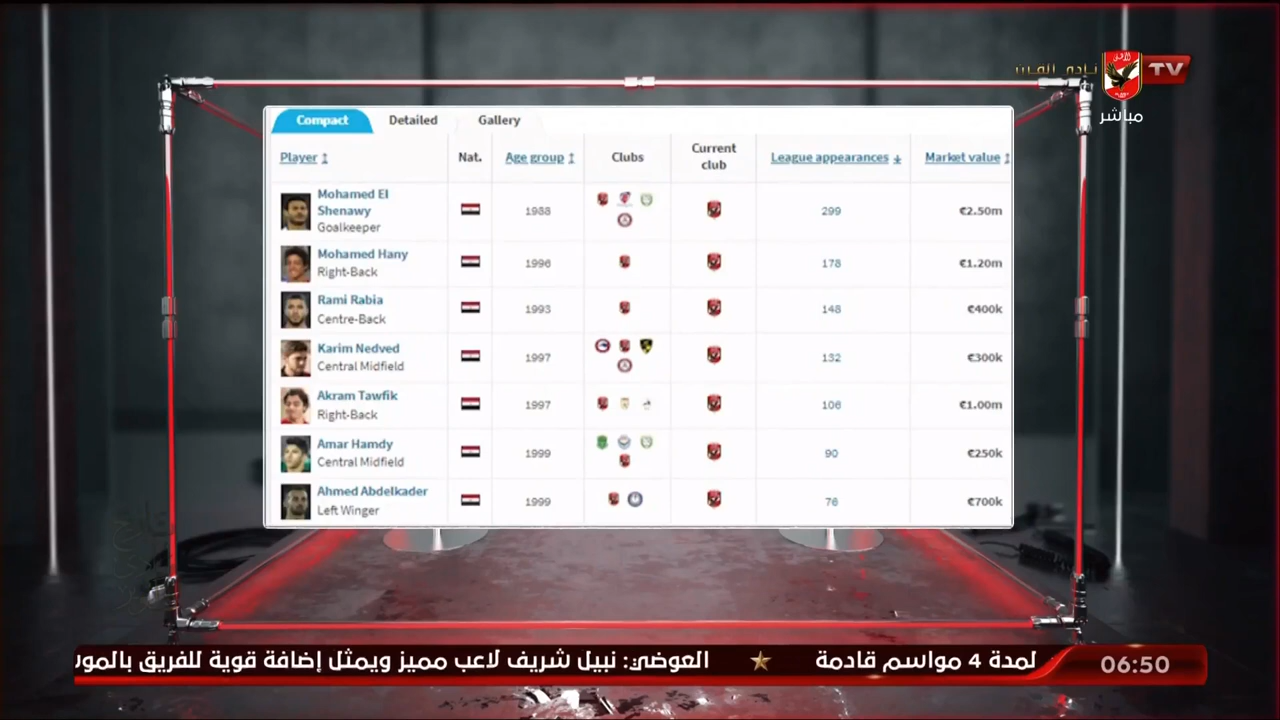 نادي القرن
TV
مباشر
Compact Detailed Gallery
Player Nat. Age group Clubs Current club League appearances Market value
Mohamed El Shenawy
Goalkeeper
1988 299 €2.50m
Mohamed Hany
Right-Back
1996 178 €1.20m
Rami Rabia
Centre-Back
1993 148 €400k
Karim Nedved
Central Midfield
1997 132 €300k
Akram Tawfik
Right-Back
1997 106 €1.00m
Amar Hamdy
Central Midfield
1999 90 €250k
Ahmed Abdelkader
Left Winger
1999 76 €700k
لمدة 4 مواسم قادمة ★ العوضي: نبيل شريف لاعب مميز ويمثل إضافة قوية للفريق
06:50